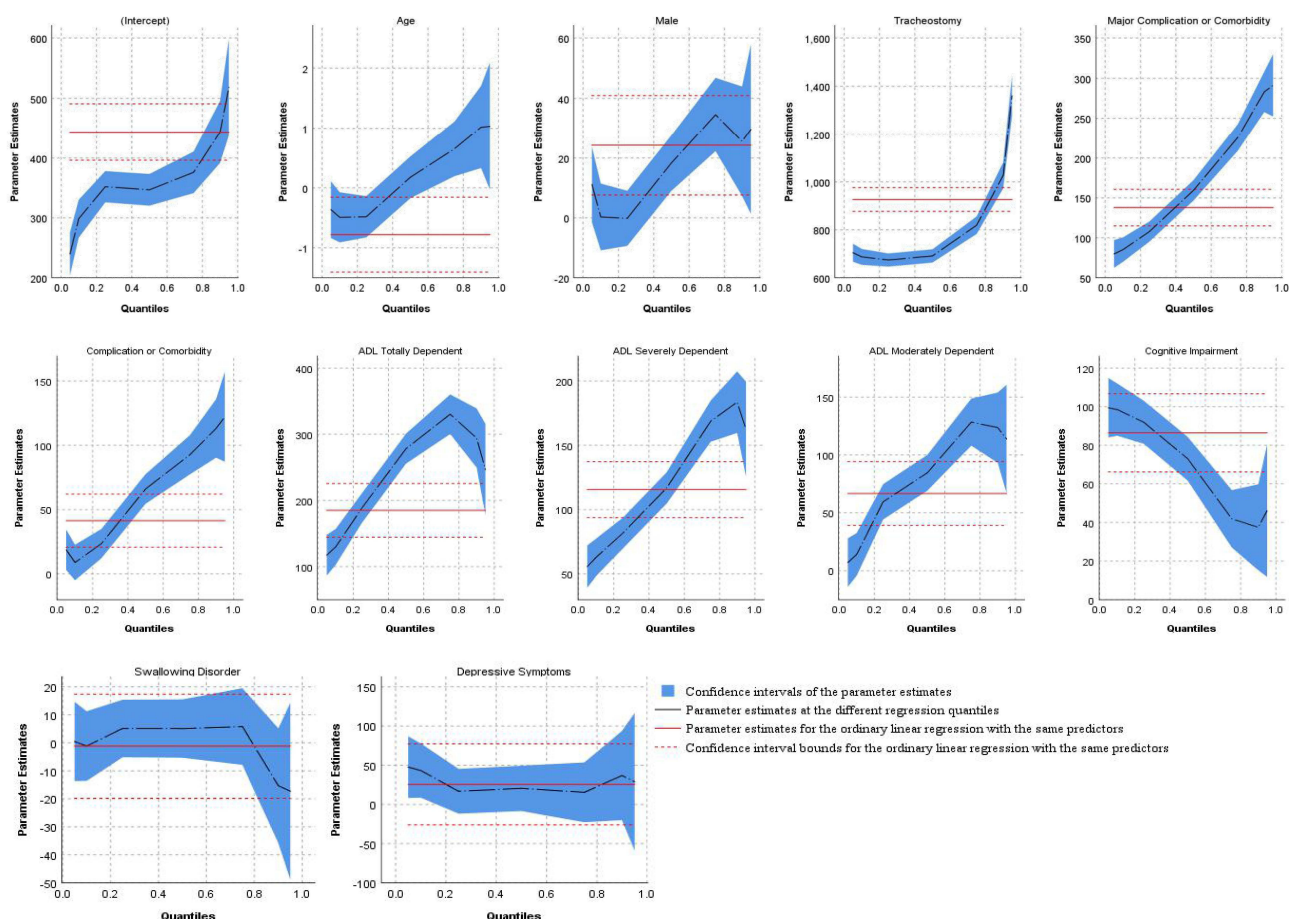 (Intercept)
Age
Male
Tracheostomy
Major Complication or Comorbidity
Parameter Estimates
600
500
400
300
200
0.0 0.2 0.4 0.6 0.8 1.0
Quantiles
Parameter Estimates
2
1
0
-1
0.0 0.2 0.4 0.6 0.8 1.0
Quantiles
Parameter Estimates
60
40
20
0
-20
0.0 0.2 0.4 0.6 0.8 1.0
Quantiles
Parameter Estimates
1,600
1,400
1,200
1,000
800
600
0.0 0.2 0.4 0.6 0.8 1.0
Quantiles
Parameter Estimates
350
300
250
200
150
100
50
0.0 0.2 0.4 0.6 0.8 1.0
Quantiles
Complication or Comorbidity
ADL Totally Dependent
ADL Severely Dependent
ADL Moderately Dependent
Cognitive Impairment
Parameter Estimates
150
100
50
0
0.0 0.2 0.4 0.6 0.8 1.0
Quantiles
Parameter Estimates
400
300
200
100
0.0 0.2 0.4 0.6 0.8 1.0
Quantiles
Parameter Estimates
200
150
100
50
0.0 0.2 0.4 0.6 0.8 1.0
Quantiles
Parameter Estimates
150
100
50
0
0.0 0.2 0.4 0.6 0.8 1.0
Quantiles
Parameter Estimates
120
100
80
60
40
20
0
0.0 0.2 0.4 0.6 0.8 1.0
Quantiles
Swallowing Disorder
Depressive Symptoms
Parameter Estimates
20
10
0
-10
-20
-30
-40
-50
0.0 0.2 0.4 0.6 0.8 1.0
Quantiles
Parameter Estimates
150
100
50
0
-50
-100
0.0 0.2 0.4 0.6 0.8 1.0
Quantiles
Confidence intervals of the parameter estimates
Parameter estimates at the different regression quantiles
Parameter estimates for the ordinary linear regression with the same predictors
Confidence interval bounds for the ordinary linear regression with the same predictors